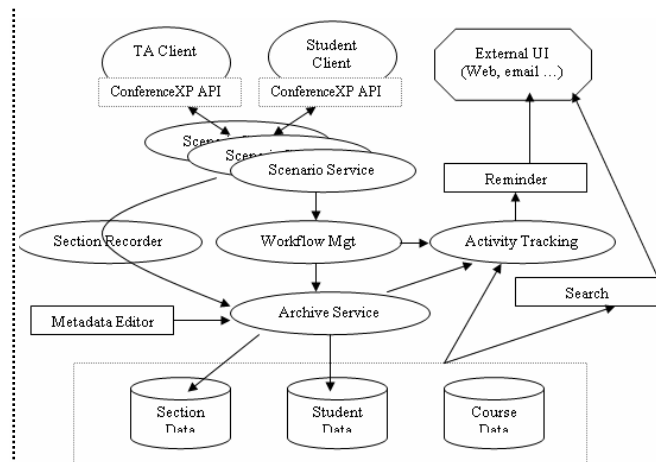 TA Client
Student
Client
External UI
(Web, email ...)
ConferenceXP API
ConferenceXP API
Scenario Service
Reminder
Section Recorder
Workflow Mgt
Activity Tracking
Search
Metadata Editor
Archive Service
Section
Data
Student
Data
Course
Data